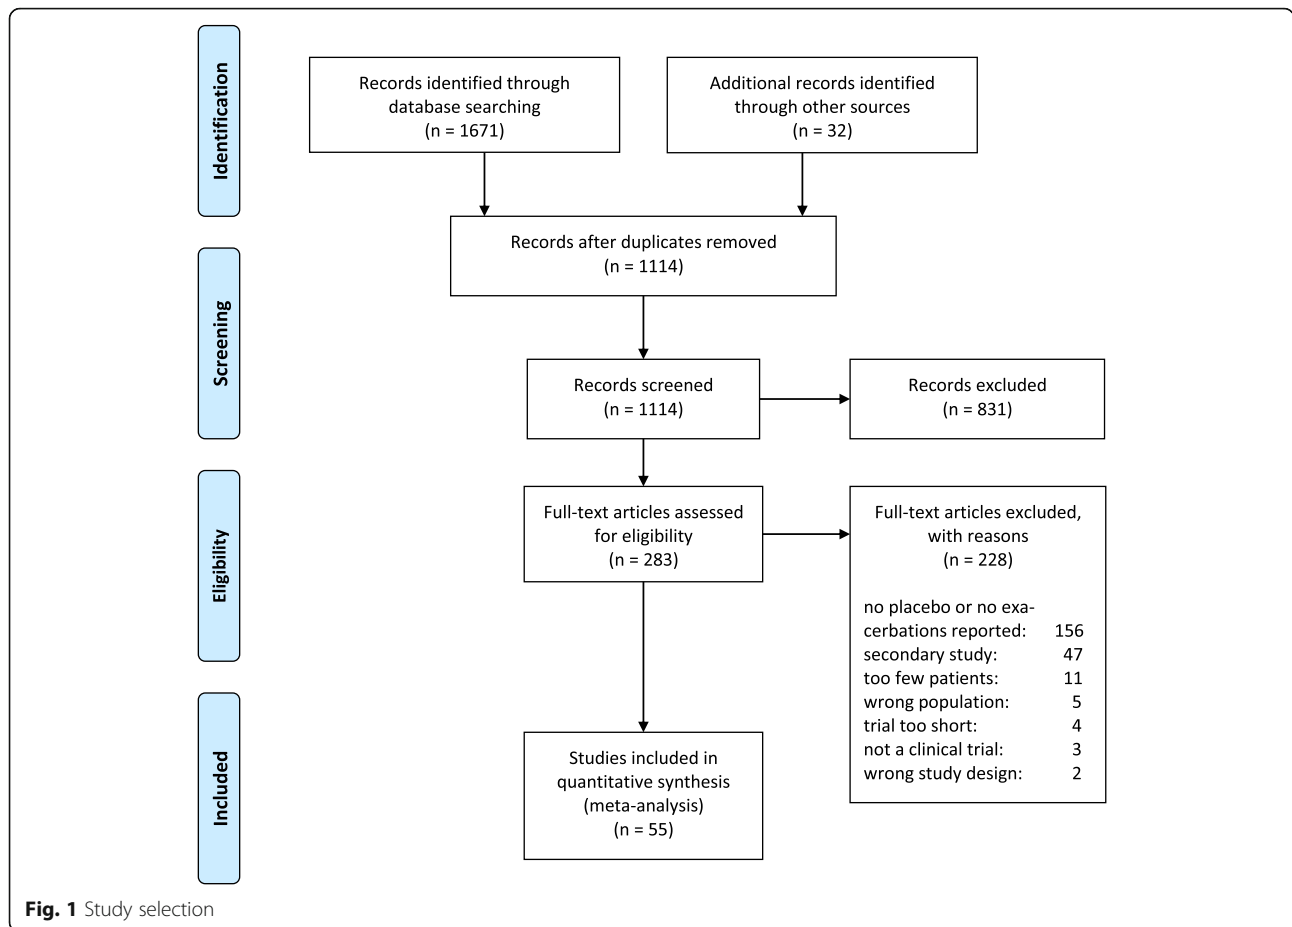 Identification
Records identified through
database searching
(n = 1671)
Additional records identified
through other sources
(n = 32)
Records after duplicates removed
(n = 1114)
Screening
Records screened
(n = 1114)
Records excluded
(n = 831)
Eligibility
Full-text articles assessed
for eligibility
(n = 283)
Full-text articles excluded,
with reasons
(n = 228)
no placebo or no exa-
cerbations reported: 156
secondary study: 47
too few patients: 11
wrong population: 5
trial too short: 4
not a clinical trial: 3
wrong study design: 2
Included
Studies included in
quantitative synthesis
(meta-analysis)
(n = 55)
Fig. 1 Study selection